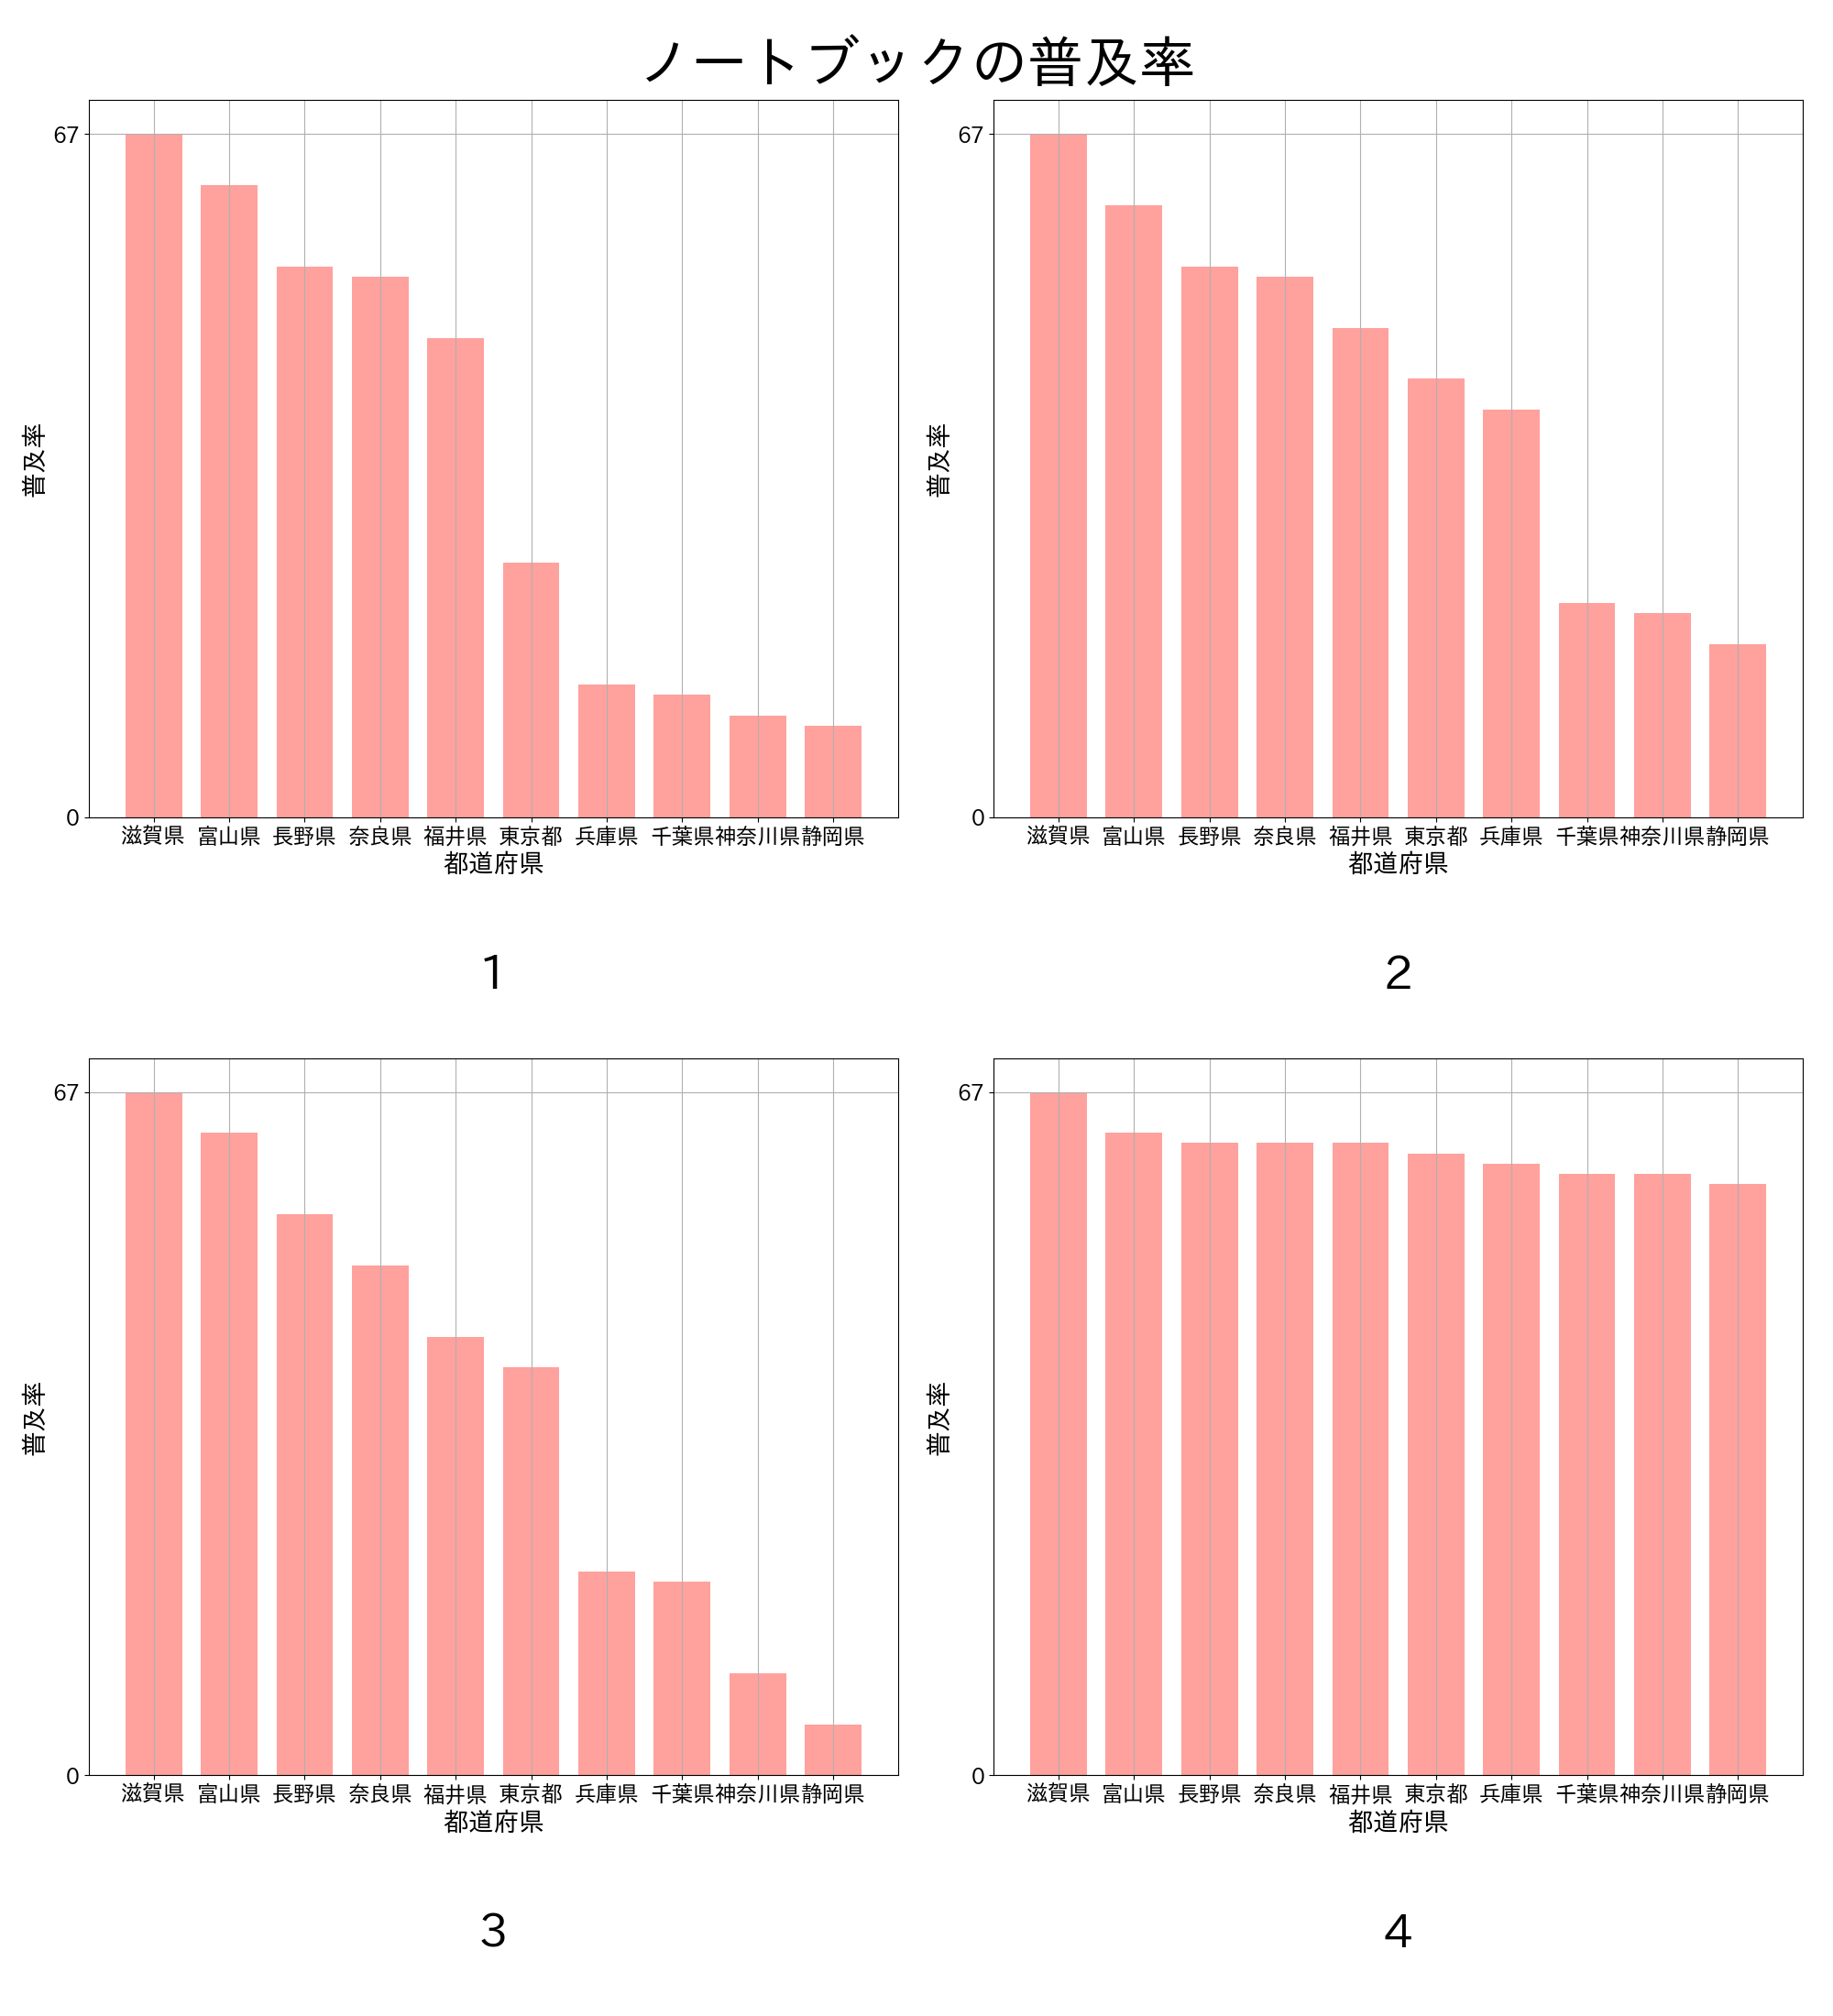 ノートブックの普及率
67
0
普及率
滋賀県 富山県 長野県 奈良県 福井県 東京都 兵庫県 千葉県 神奈川県 静岡県
都道府県
1
67
0
普及率
滋賀県 富山県 長野県 奈良県 福井県 東京都 兵庫県 千葉県 神奈川県 静岡県
都道府県
2
67
0
普及率
滋賀県 富山県 長野県 奈良県 福井県 東京都 兵庫県 千葉県 神奈川県 静岡県
都道府県
3
67
0
普及率
滋賀県 富山県 長野県 奈良県 福井県 東京都 兵庫県 千葉県 神奈川県 静岡県
都道府県
4